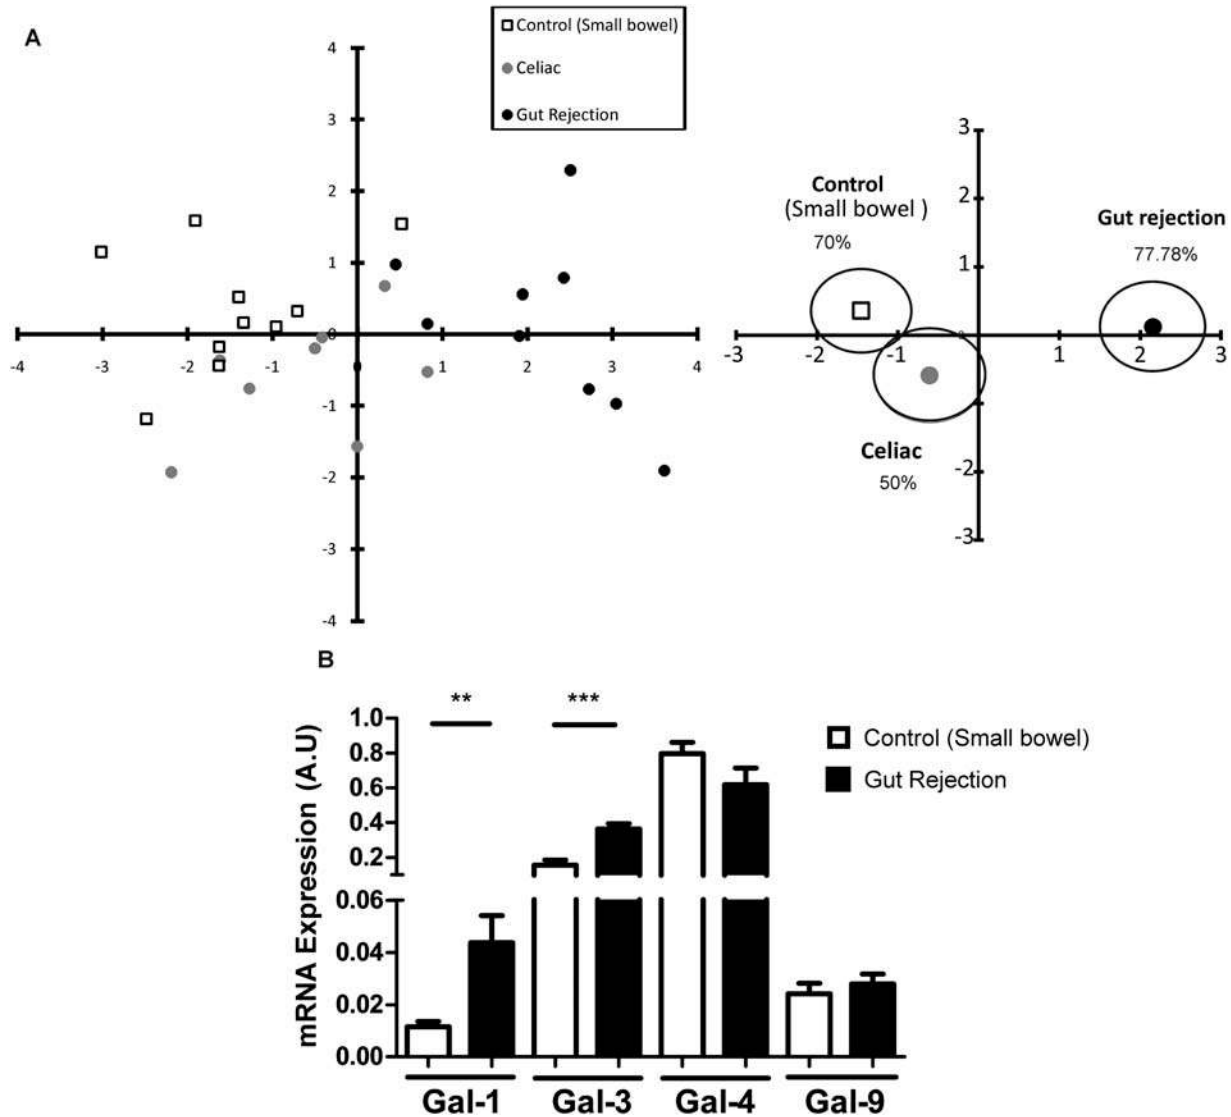 A
Control (Small bowel)
Celiac
Gut Rejection
4
3
2
1
0
-1
-2
-3
-4
-4 -3 -2 -1 0 1 2 3 4
3
2
1
0
-2
-3
-3 -2 -1 1 2 3
Control
(Small bowel )
70%
Gut rejection
77.78%
Celiac
50%
B
** ***
mRNA Expression (A.U)
1.0
0.8
0.6
0.4
0.2
0.06
0.04
0.02
0.00
Control (Small bowel)
Gut Rejection
Gal-1 Gal-3 Gal-4 Gal-9